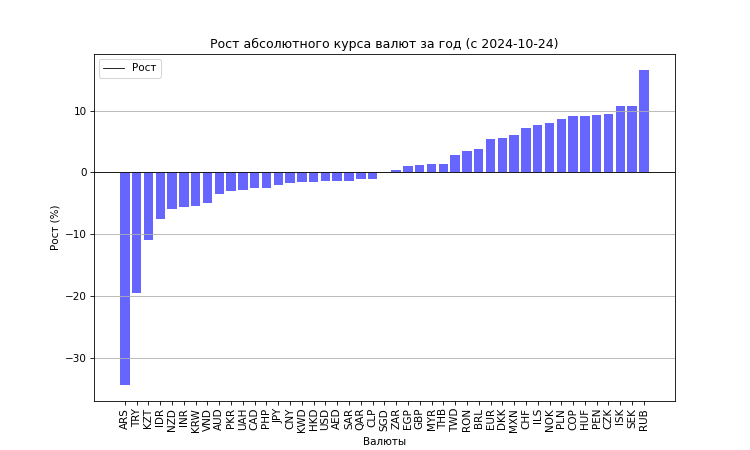 Рост абсолютного курса валют за год (с 2024-10-24)
Рост
Рост (%)
10
0
−10
−20
−30
ARS TRY KZT IDR NZD INR KRW VND AUD PKR UAH CAD PHP JPY CNY KWD HKD USD AED SAR QAR CLP SGD ZAR EGP GBP MYR THB TWD RON BRL EUR DKK MXN CHF ILS NOK PLN COP HUF PEN CZK ISK SEK RUB
Валюты